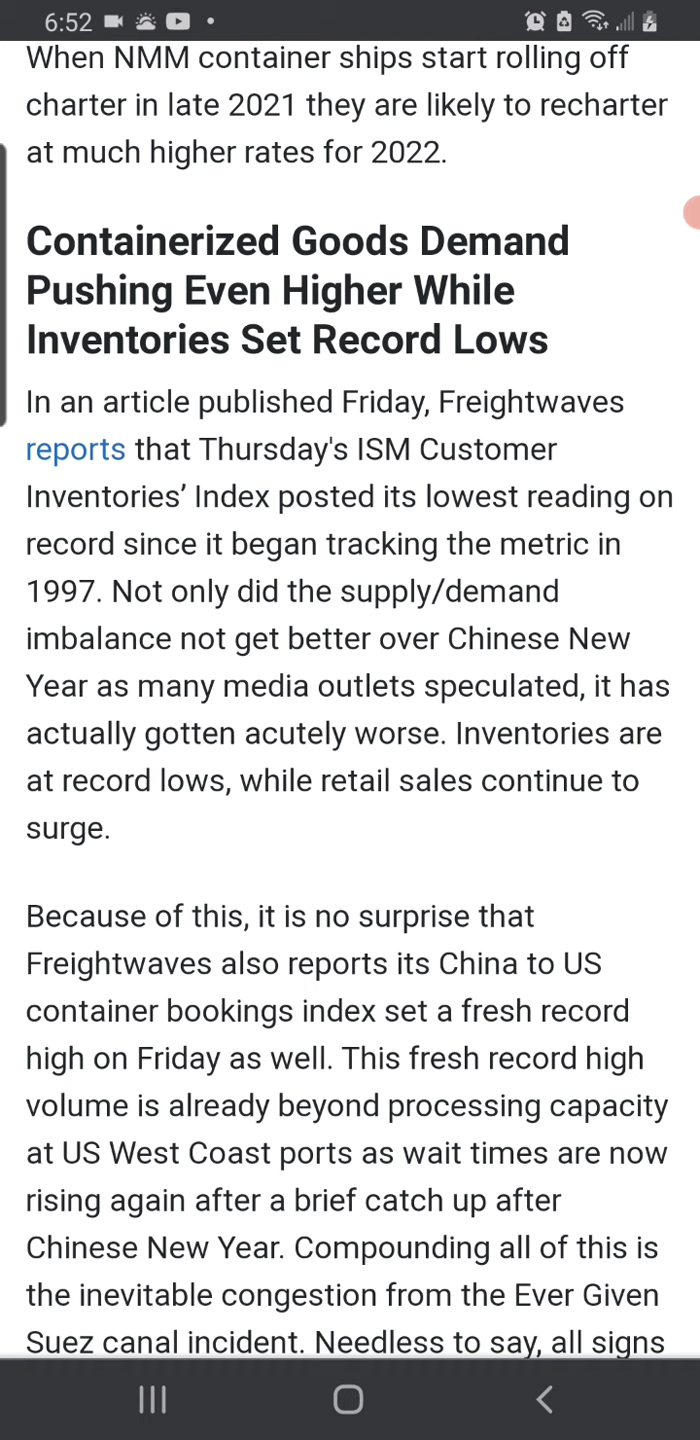 6:52
When NMM container ships start rolling off
charter in late 2021 they are likely to recharter
at much higher rates for 2022.
Containerized Goods Demand
Pushing Even Higher While
Inventories Set Record Lows
In an article published Friday, Freightwaves
reports that Thursday's ISM Customer
Inventories’ Index posted its lowest reading on
record since it began tracking the metric in
1997. Not only did the supply/demand
imbalance not get better over Chinese New
Year as many media outlets speculated, it has
actually gotten acutely worse. Inventories are
at record lows, while retail sales continue to
surge.
Because of this, it is no surprise that
Freightwaves also reports its China to US
container bookings index set a fresh record
high on Friday as well. This fresh record high
volume is already beyond processing capacity
at US West Coast ports as wait times are now
rising again after a brief catch up after
Chinese New Year. Compounding all of this is
the inevitable congestion from the Ever Given
Suez canal incident. Needless to say, all signs